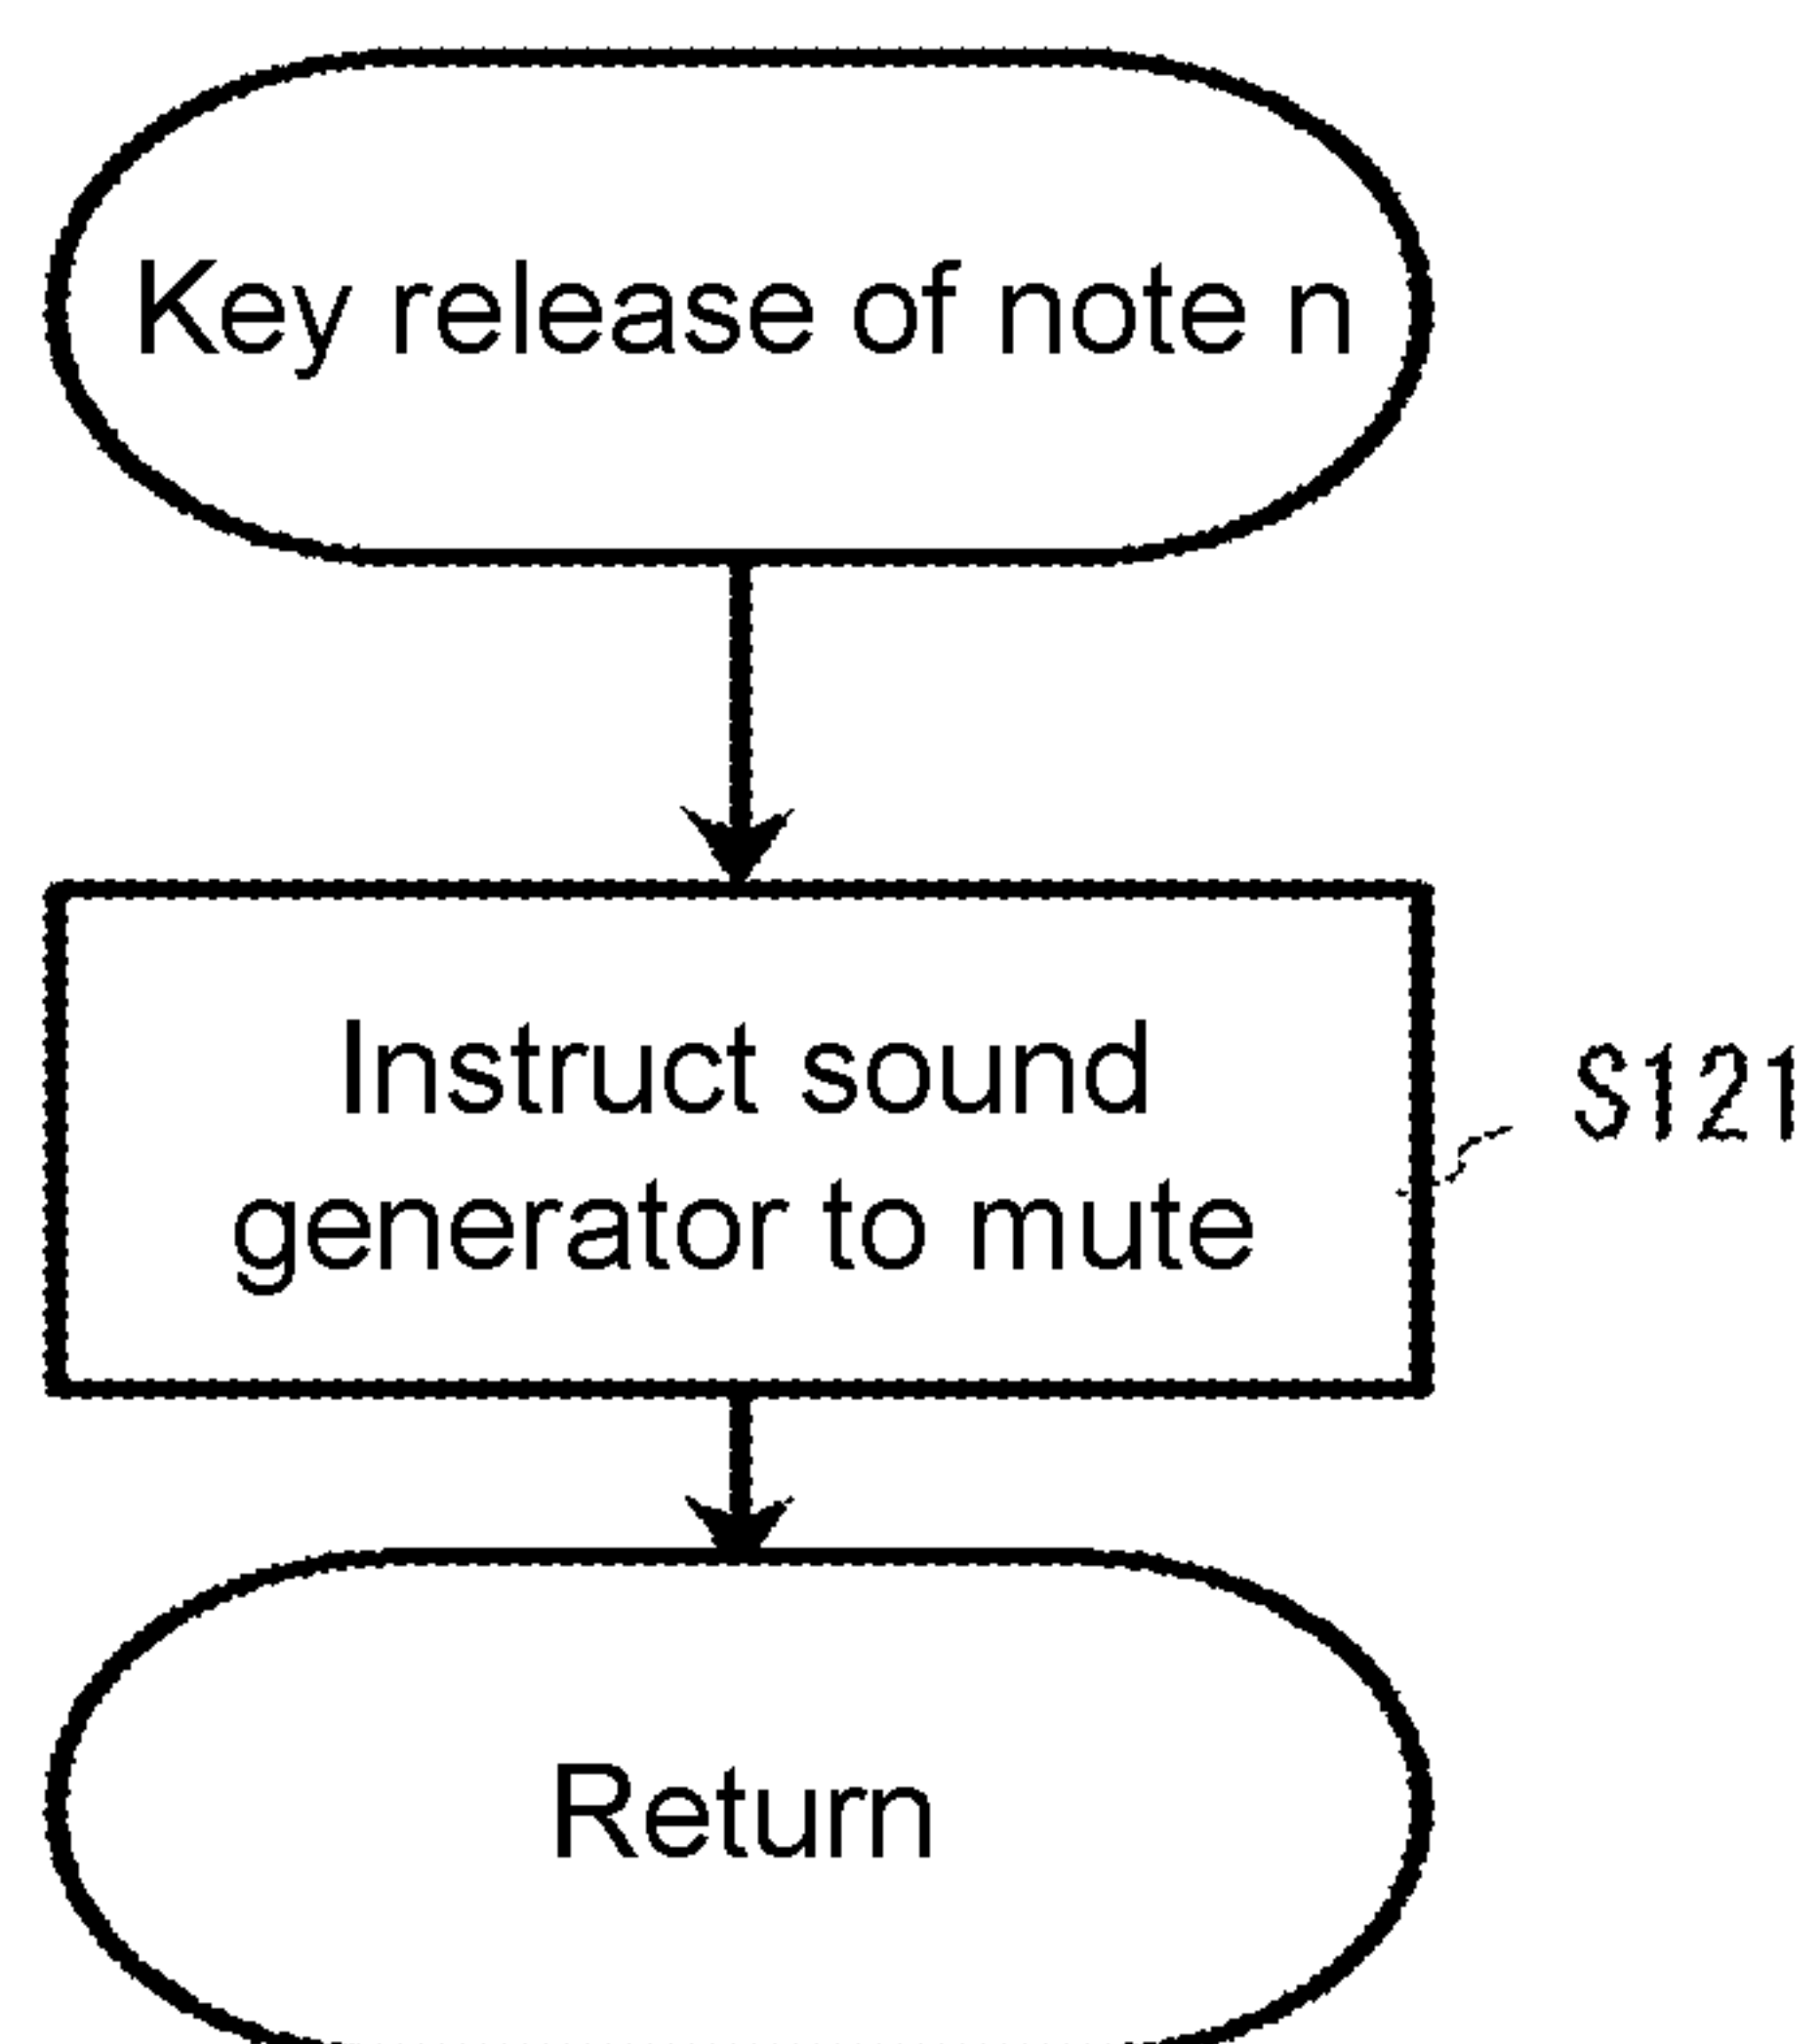 Key release of note n
Instruct sound
generator to mute
S121
Return